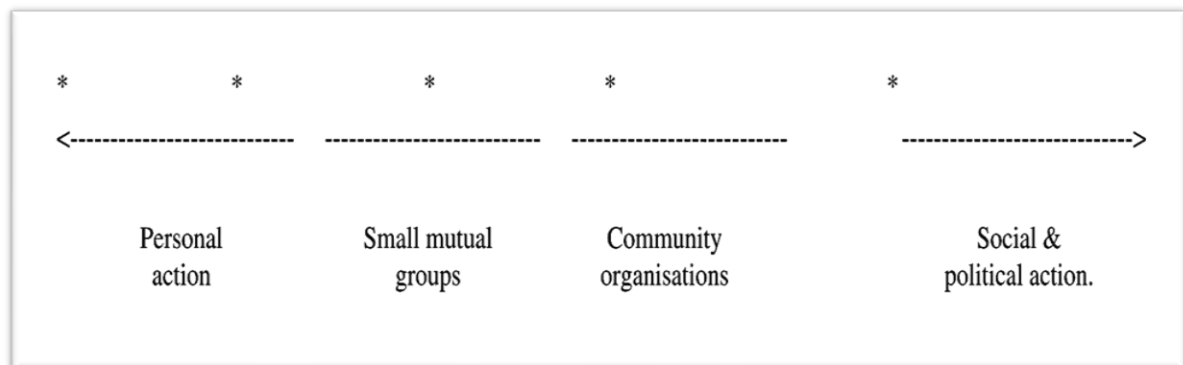 * * * * *
<--------------------------- -------------------------- -------------------------- ---------------------------->
Personal Small mutual Community Social &
action groups organisations political action.